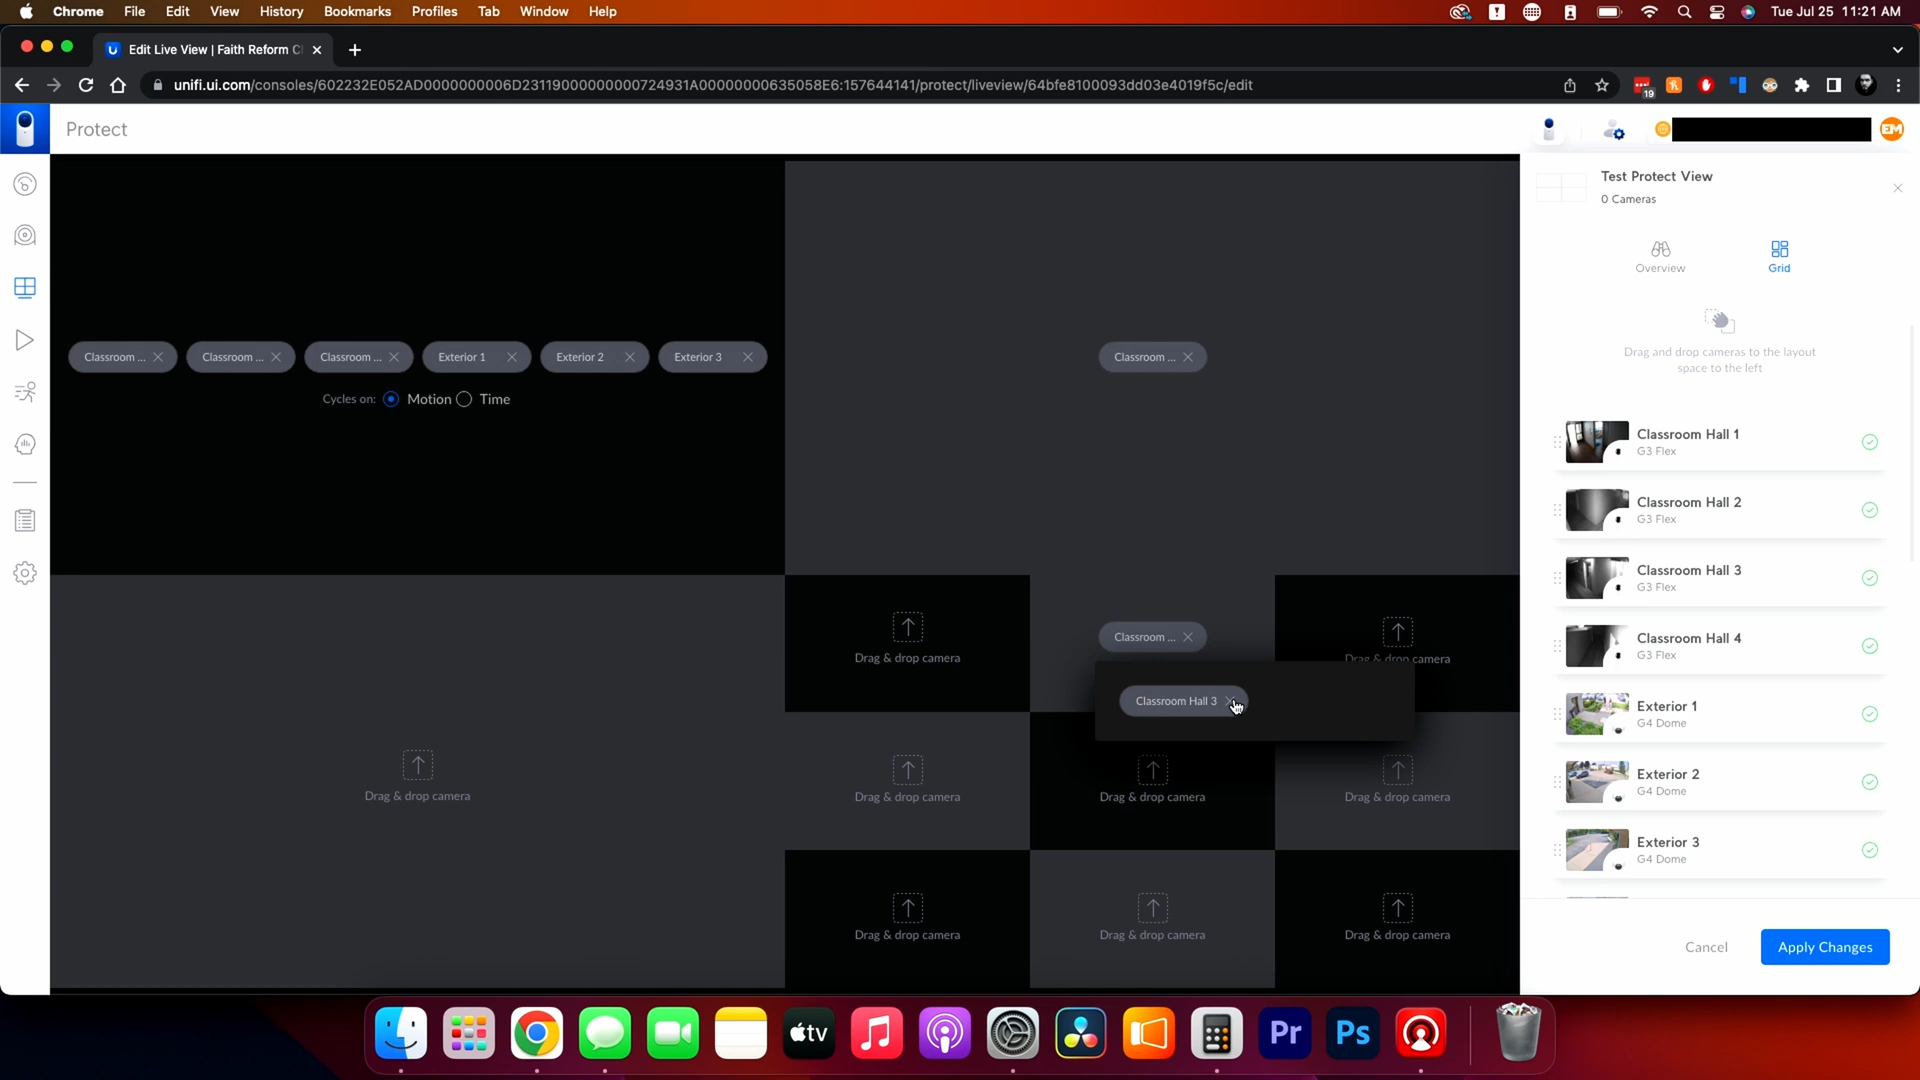 Chrome File Edit View History Bookmarks Profiles Tab Window Help
Tue Jul 25 11:21 AM
Edit Live View | Faith Reform C
unifi.ui.com/consoles/602232E052AD0000000006D23119000000000724931A00000000635058E6:157644141/protect/liveview/64bfe8100093dd03e4019f5c/edit
19
Protect
EM
Test Protect View
0 Cameras
Overview
Grid
Drag and drop cameras to the layout
space to the left
Classroom ...
Classroom ...
Classroom ...
Exterior 1
Exterior 2
Exterior 3
Cycles on: Motion Time
Classroom ...
Drag & drop camera
Drag & drop camera
Classroom ...
Drag & drop camera
Classroom Hall 3
Drag & drop camera
Drag & drop camera
Drag & drop camera
Drag & drop camera
Drag & drop camera
Drag & drop camera
Classroom Hall 1
G3 Flex
Classroom Hall 2
G3 Flex
Classroom Hall 3
G3 Flex
Classroom Hall 4
G3 Flex
Exterior 1
G4 Dome
Exterior 2
G4 Dome
Exterior 3
G4 Dome
Cancel
Apply Changes
tv
Pr
Ps